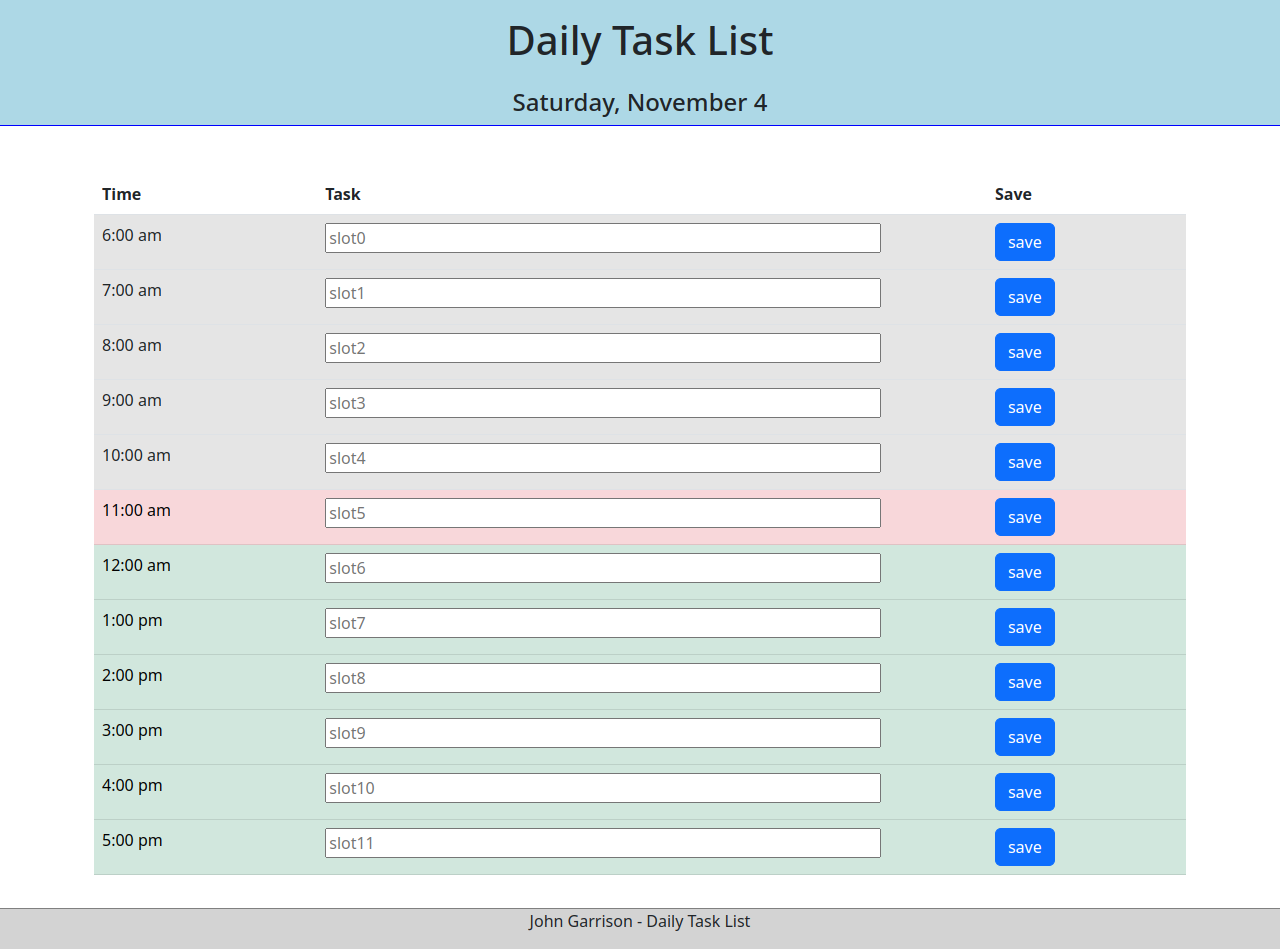 Daily Task List
Saturday, November 4
Time Task Save
6:00 am slot0 save
7:00 am slot1 save
8:00 am slot2 save
9:00 am slot3 save
10:00 am slot4 save
11:00 am slot5 save
12:00 am slot6 save
1:00 pm slot7 save
2:00 pm slot8 save
3:00 pm slot9 save
4:00 pm slot10 save
5:00 pm slot11 save
John Garrison - Daily Task List